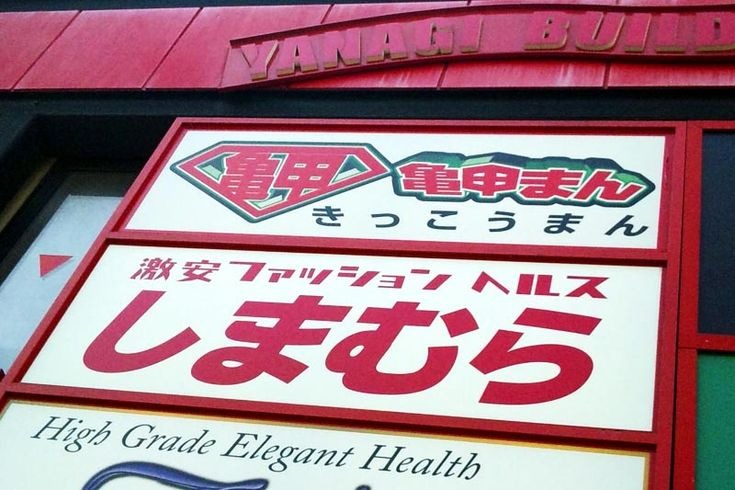 YANAGI BUILD
亀甲 亀甲まん
きっこうまん
激安ファッション ヘルス
しまむら
High Grade Elegant Health